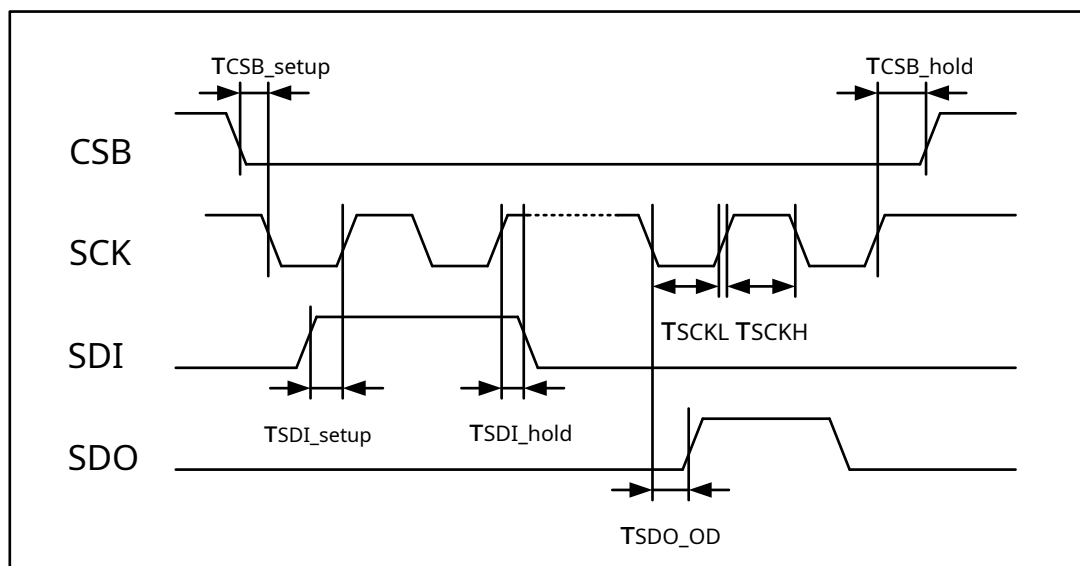 TCSB_setup
TCSB_hold
CSB
SCK
TSCKL TSCKH
SDI
TSDI_setup
TSDI_hold
SDO
TSDO_OD